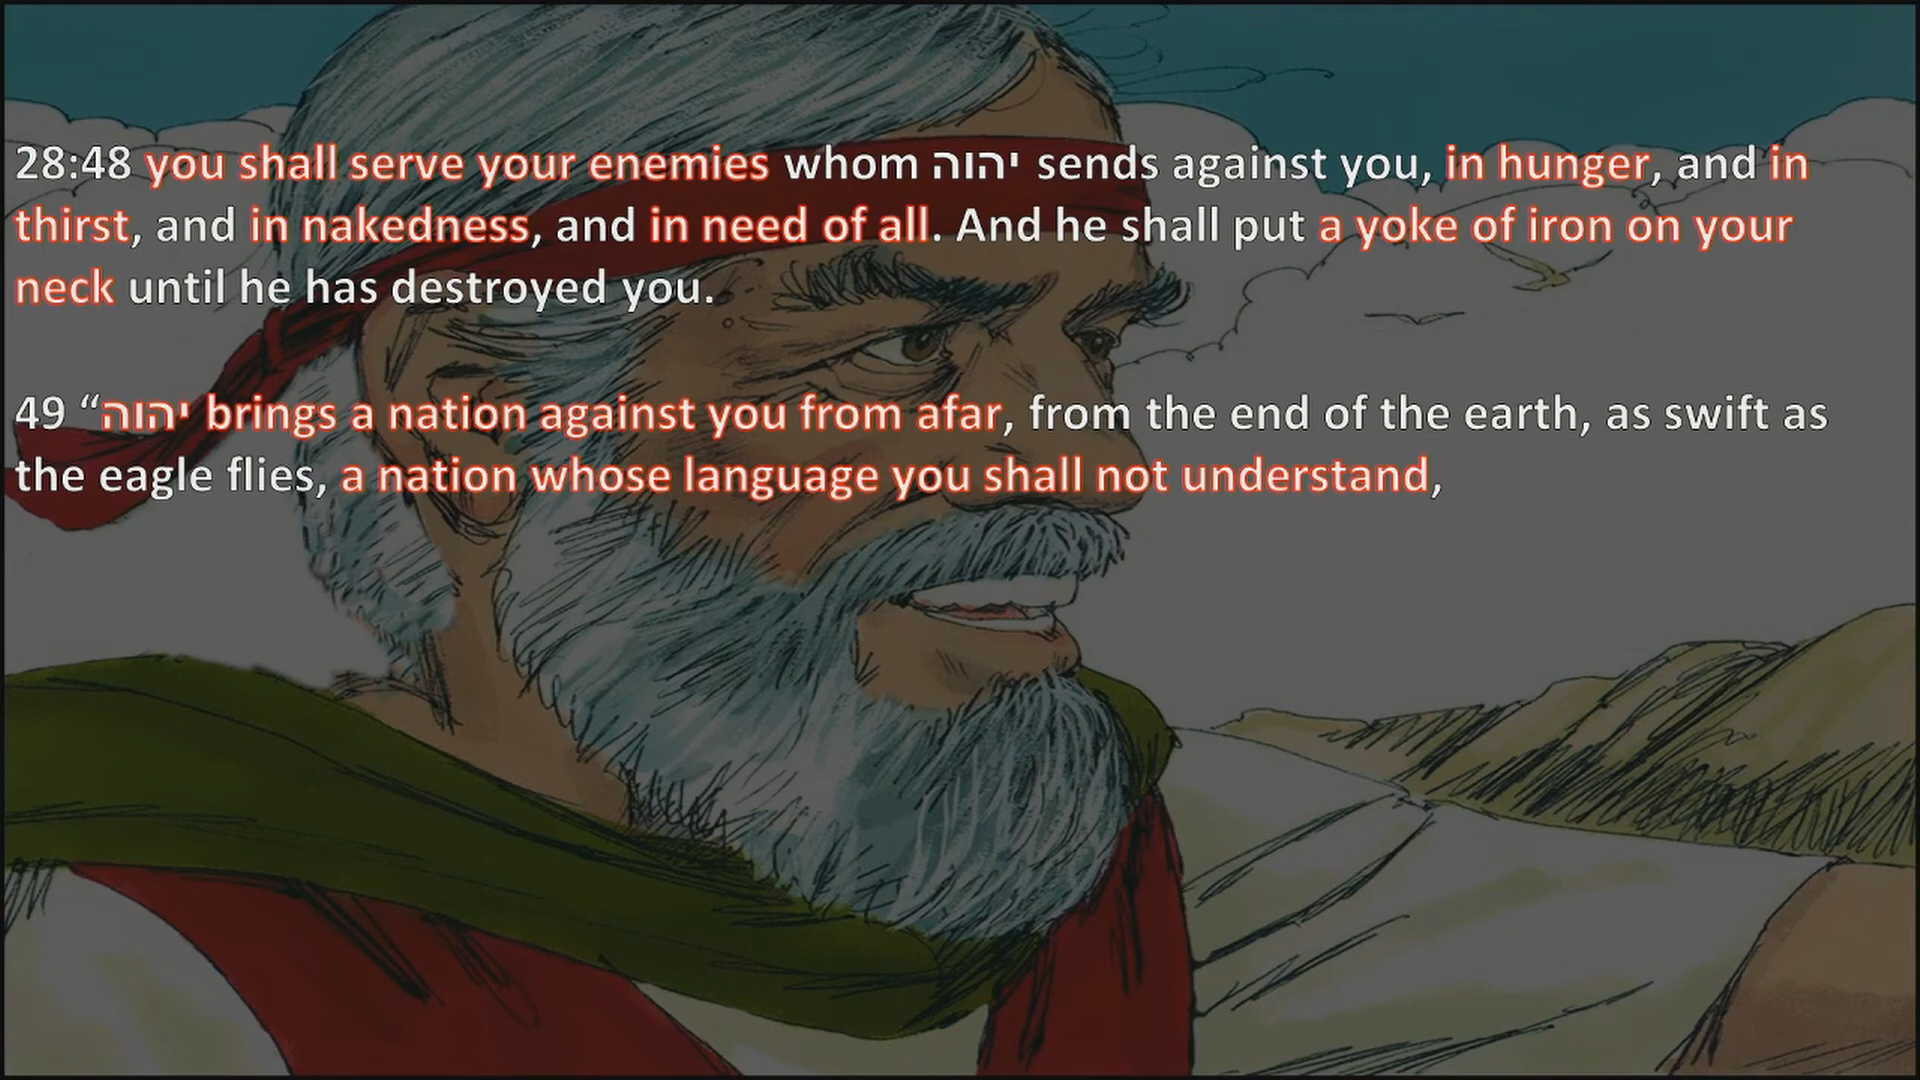 28:48 you shall serve your enemies whom יהוה sends against you, in hunger, and in
thirst, and in nakedness, and in need of all. And he shall put a yoke of iron on your
neck until he has destroyed you.
49 “יהוה brings a nation against you from afar, from the end of the earth, as swift as
the eagle flies, a nation whose language you shall not understand,